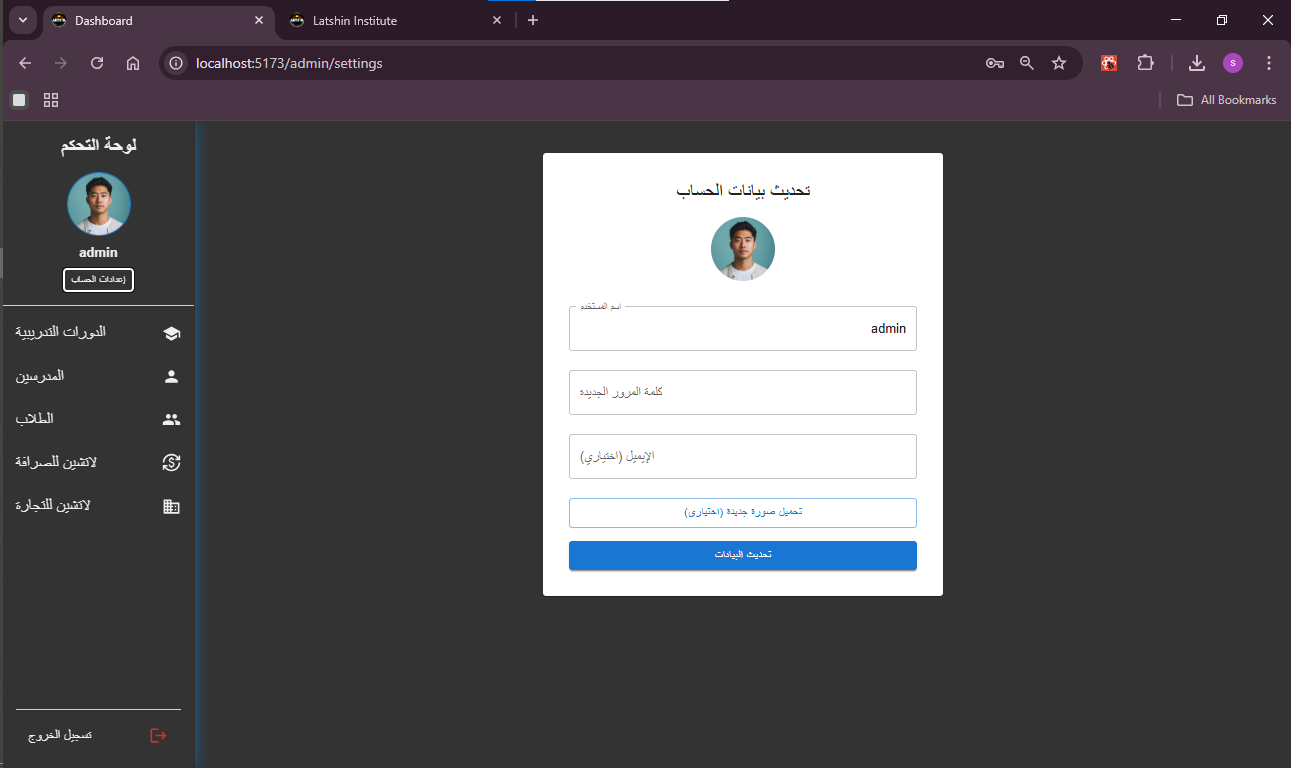 Dashboard
Latshin Institute
localhost:5173/admin/settings
s
All Bookmarks
لوحة التحكم
admin
إعدادات الحساب
الدورات التدريبية
المدرسين
الطلاب
لاتشين للصرافة
لاتشين للتجارة
تسجيل الخروج
تحديث بيانات الحساب
اسم المستخدم
admin
كلمة المرور الجديدة
الإيميل (اختياري)
تحميل صورة جديدة (اختياري)
تحديث البيانات